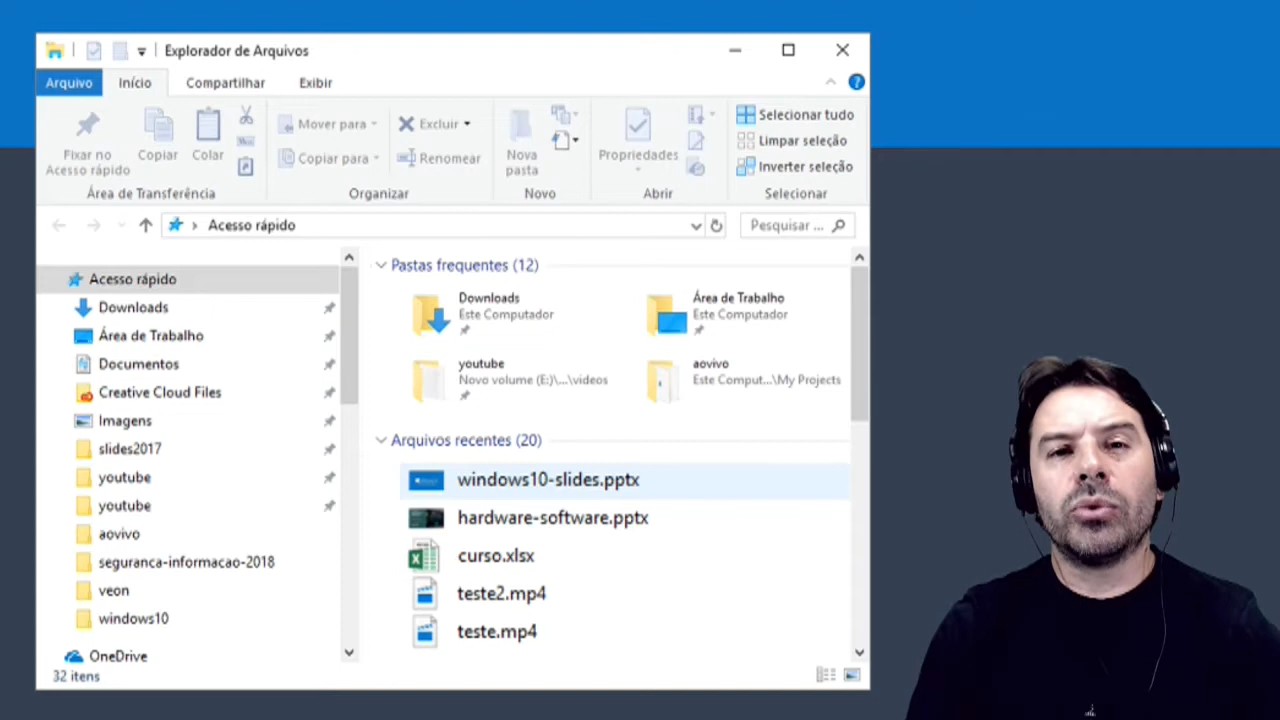 Explorador de Arquivos
Arquivo Início Compartilhar Exibir
Fixar no
Acesso rápido
Copiar
Colar
Área de Transferência
Mover para
Copiar para
Excluir
Renomear
Organizar
Nova
pasta
Novo
Propriedades
Abrir
Selecionar tudo
Limpar seleção
Inverter seleção
Selecionar
Acesso rápido
Pesquisar ...
Acesso rápido
Downloads
Área de Trabalho
Documentos
Creative Cloud Files
Imagens
slides2017
youtube
youtube
aovivo
seguranca-informacao-2018
veon
windows10
OneDrive
32 itens
Pastas frequentes (12)
Downloads
Este Computador
Área de Trabalho
Este Computador
youtube
Novo volume (E:)\...\videos
aovivo
Este Comput...\My Projects
Arquivos recentes (20)
windows10-slides.pptx
hardware-software.pptx
curso.xlsx
teste2.mp4
teste.mp4